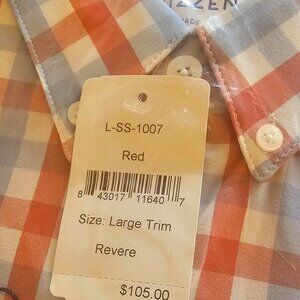 L-SS-1007
Red
8 43017 11640 7
Size: Large Trim
Revere
$105.00